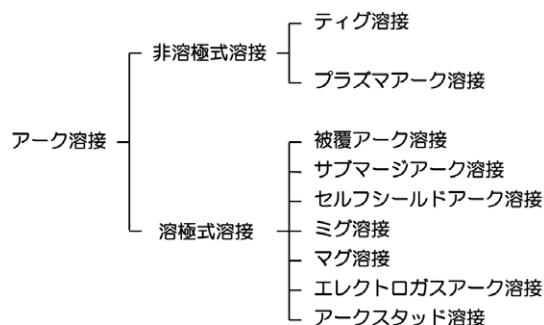 ティグ溶接
非溶極式溶接
プラズマアーク溶接
アーク溶接
被覆アーク溶接
サブマージアーク溶接
セルフシールドアーク溶接
溶極式溶接
ミグ溶接
マグ溶接
エレクトロガスアーク溶接
アークスタッド溶接